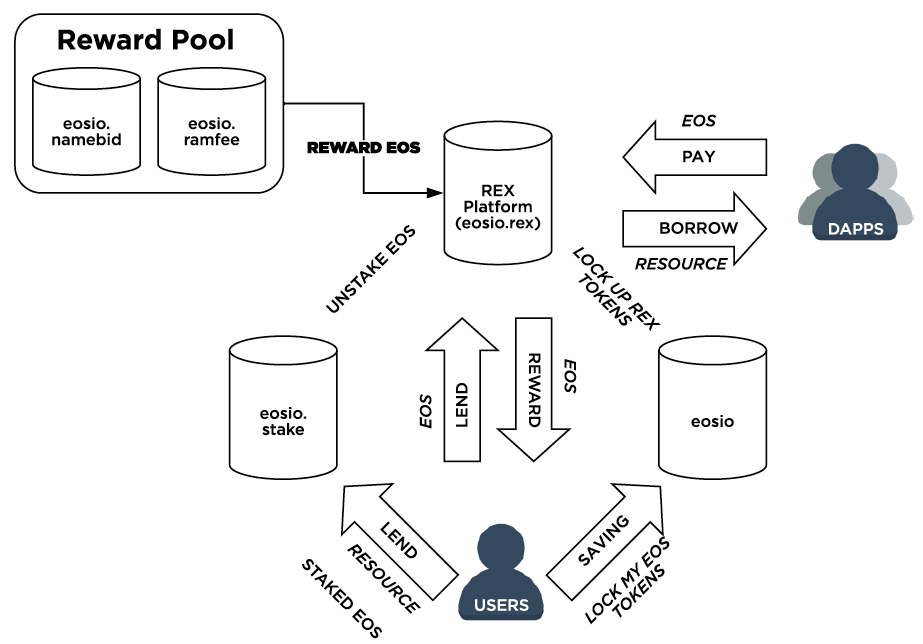 Reward Pool
eosio.
namebid
eosio.
ramfee
REWARD EOS
REX
Platform
(eosio.rex)
EOS
PAY
BORROW
RESOURCE
DAPPS
UNSTAKE EOS
LOCK UP REX
TOKENS
eosio.
stake
EOS
LEND
REWARD
EOS
eosio
LEND
RESOURCE
STAKED EOS
USERS
SAVING
LOCK MY EOS
TOKENS